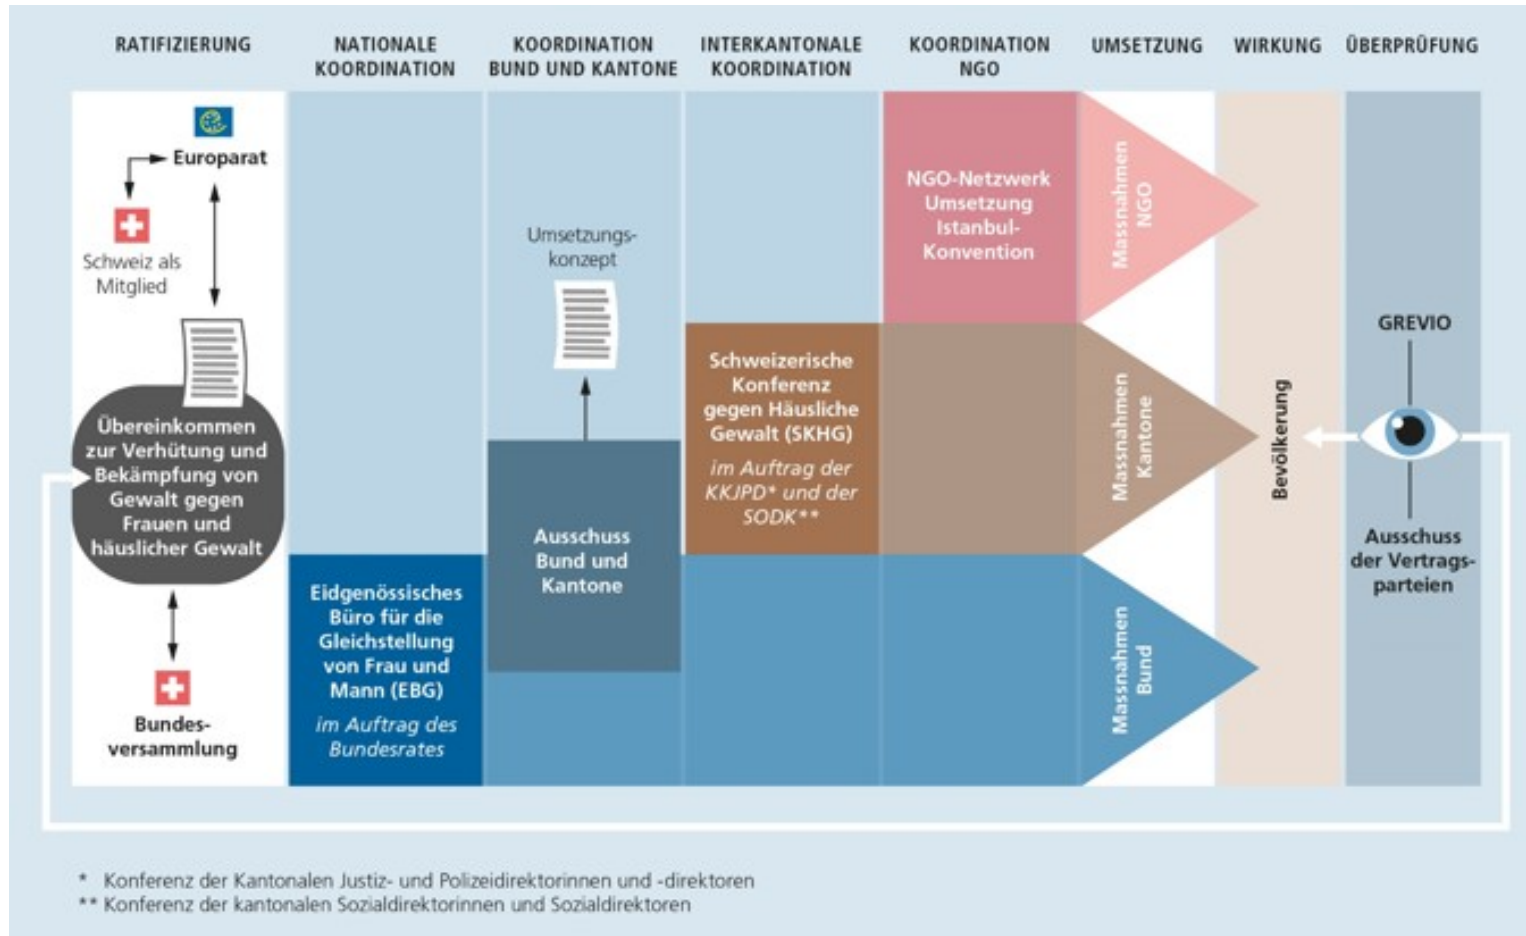 RATIFIZIERUNG
NATIONALE
KOORDINATION
KOORDINATION
BUND UND KANTONE
INTERKANTONALE
KOORDINATION
KOORDINATION
NGO
UMSETZUNG
WIRKUNG
ÜBERPRÜFUNG
Europarat
Schweiz als
Mitglied
Übereinkommen
zur Verhütung und
Bekämpfung von
Gewalt gegen
Frauen und
häuslicher Gewalt
Bundes-
versammlung
Eidgenössisches
Büro für die
Gleichstellung
von Frau und
Mann (EBG)
im Auftrag des
Bundesrates
Umsetzungs-
konzept
Ausschuss
Bund und
Kantone
Schweizerische
Konferenz
gegen Häusliche
Gewalt (SKHG)
im Auftrag der
KKJPD* und der
SODK**
NGO-Netzwerk
Umsetzung
Istanbul-
Konvention
Massnahmen
NGO
Massnahmen
Kantone
Massnahmen
Bund
Bevölkerung
GREVIO
Ausschuss
der Vertrags-
parteien
* Konferenz der Kantonalen Justiz- und Polizeidirektorinnen und -direktoren
** Konferenz der kantonalen Sozialdirektorinnen und Sozialdirektoren